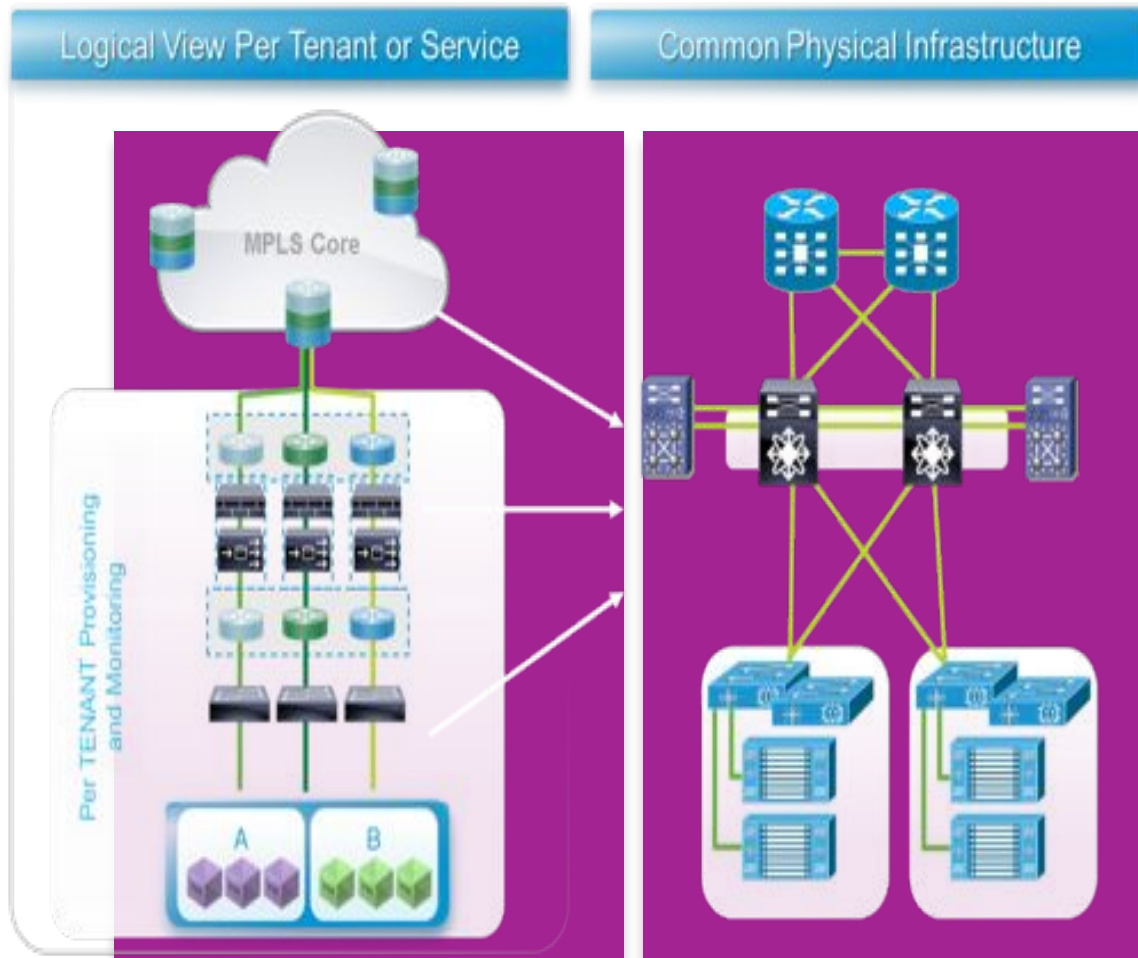 Logical View Per Tenant or Service
Common Physical Infrastructure
MPLS Core
Per TENANT Provisioning
and Monitoring
A
B